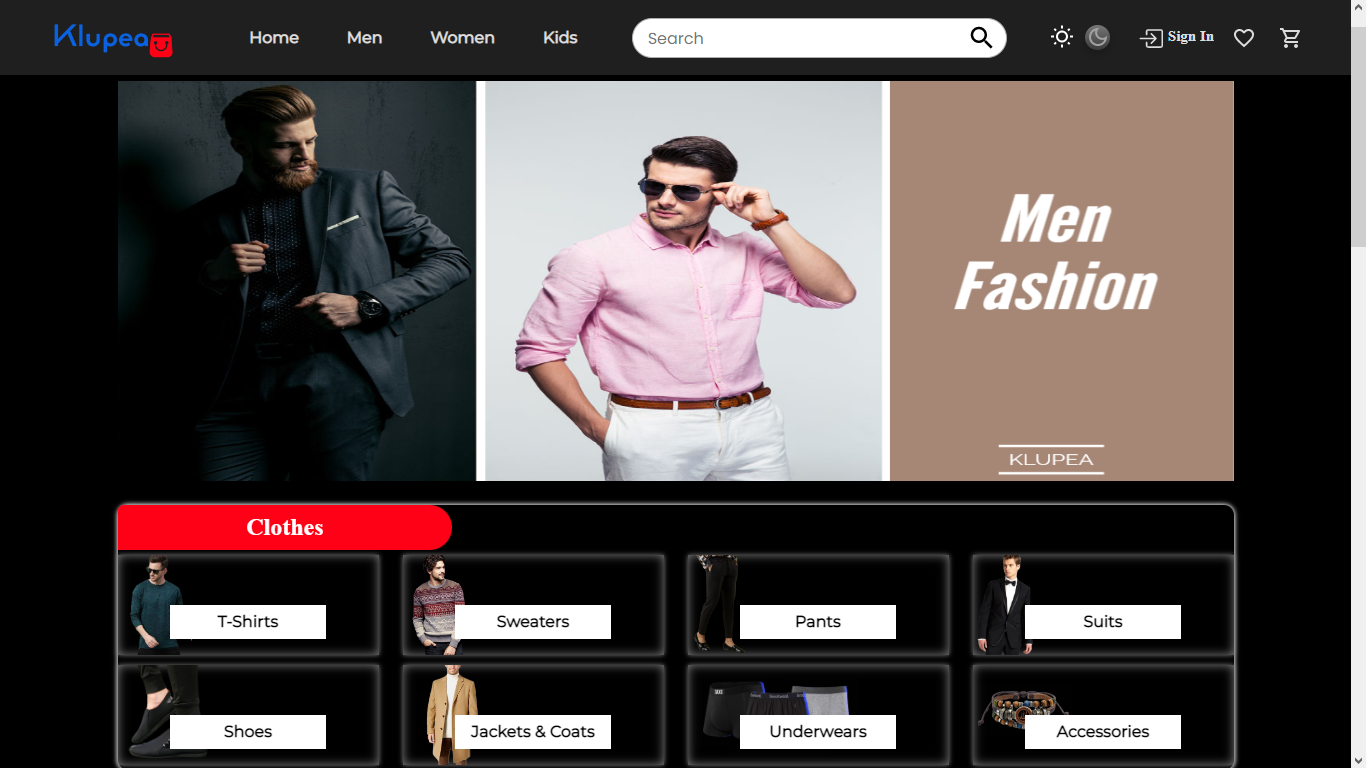 Klupea
Home
Men
Women
Kids
Search
Sign In
Men
Fashion
KLUPEA
Clothes
T-Shirts
Sweaters
Pants
Suits
Shoes
Jackets & Coats
Underwears
Accessories